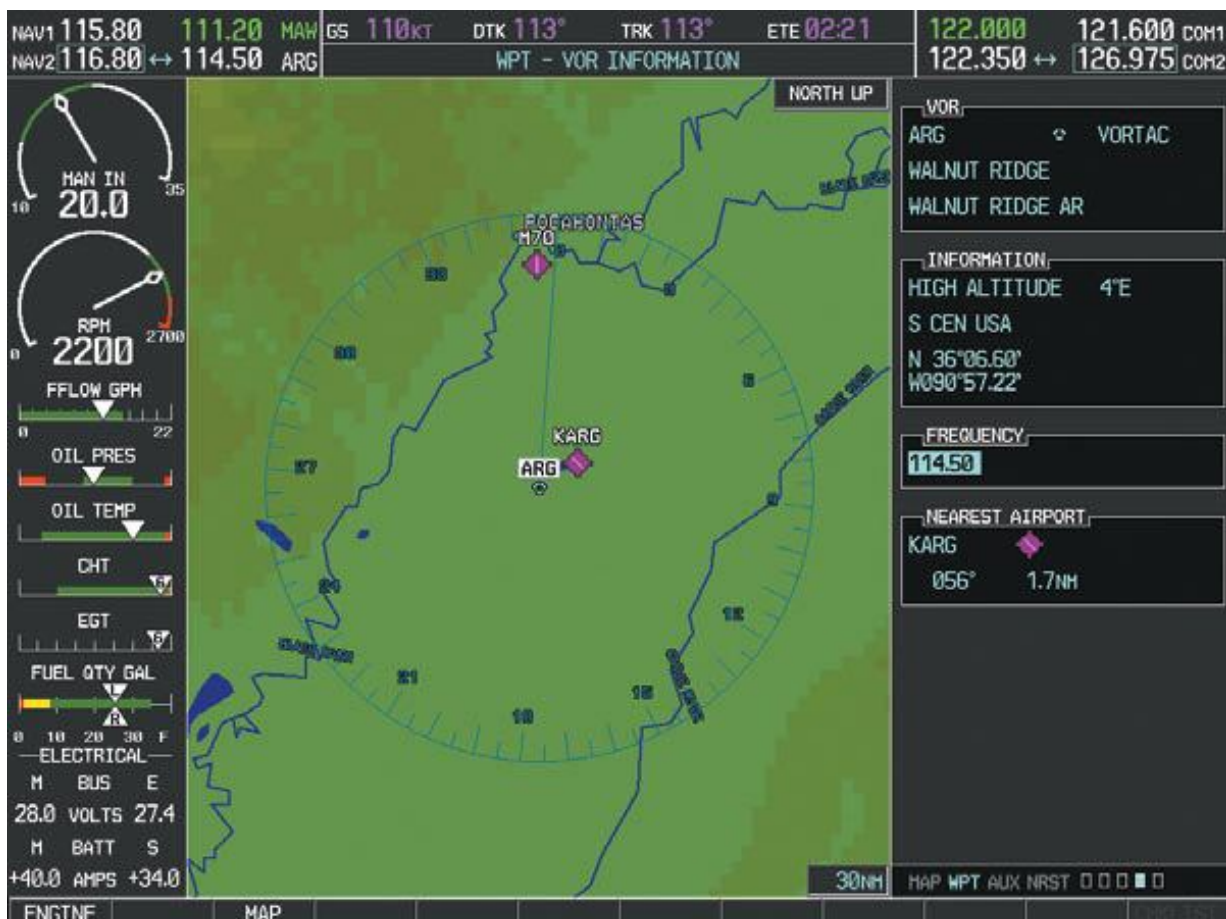 NAV1 115.80 111.20 MAW GS 110KT DTK 113° TRK 113° ETE 02:21 122.000 121.600 COM1
NAV2 116.80 ↔ 114.50 ARG WPT - VOR INFORMATION 122.350 ↔ 126.975 COM2
NORTH UP
10 35
MAN IN
20.0
RPM
2200
0 2700
FFLOW GPH
0 22
OIL PRES
OIL TEMP
CHT
6
EGT
6
FUEL QTY GAL
L
R
0 10 20 30 F
ELECTRICAL
M BUS E
28.0 VOLTS 27.4
M BATT S
+40.0 AMPS +34.0
POCAHONTAS
M70
6
KARG
27
ARG
24
12
21
15
VOR
ARG VORTAC
WALNUT RIDGE
WALNUT RIDGE AR
INFORMATION
HIGH ALTITUDE 4°E
S CEN USA
N 36°06.60'
W090°57.22'
FREQUENCY
114.50
NEAREST AIRPORT
KARG
056° 1.7NM
30NM
MAP WPT AUX NRST
ENGINE MAP